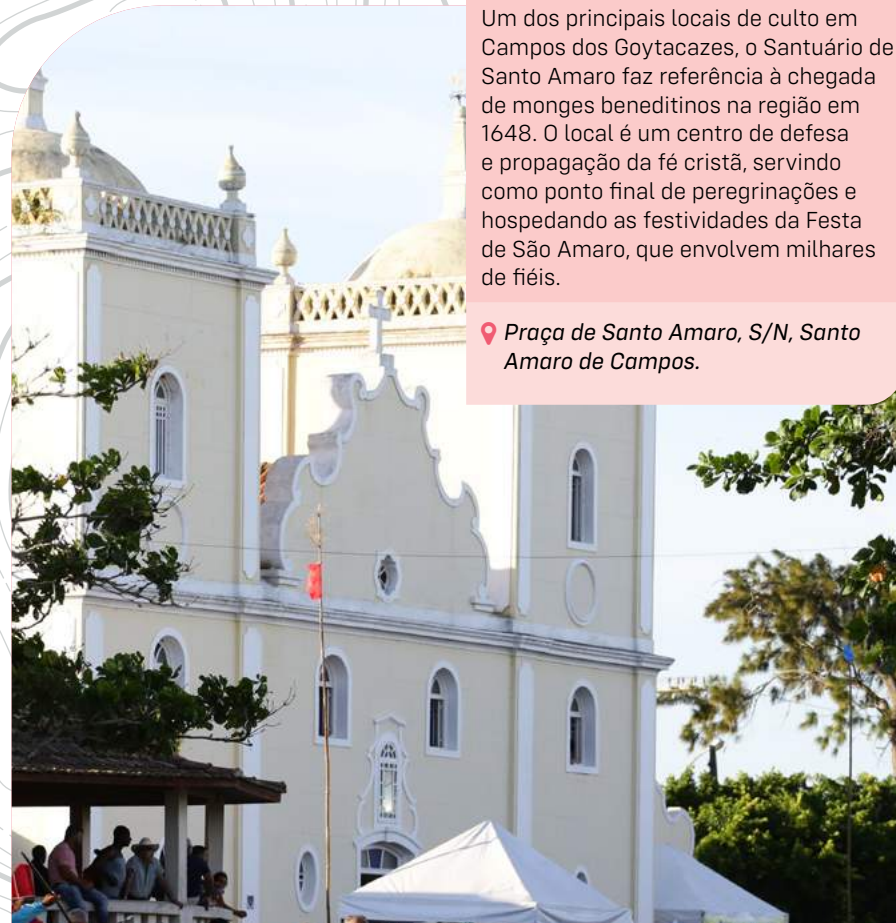 Um dos principais locais de culto em
Campos dos Goytacazes, o Santuário de
Santo Amaro faz referência à chegada
de monges beneditinos na região em
1648. O local é um centro de defesa
e propagação da fé cristã, servindo
como ponto final de peregrinações e
hospedando as festividades da Festa
de São Amaro, que envolvem milhares
de fiéis.
Praça de Santo Amaro, S/N, Santo
Amaro de Campos.